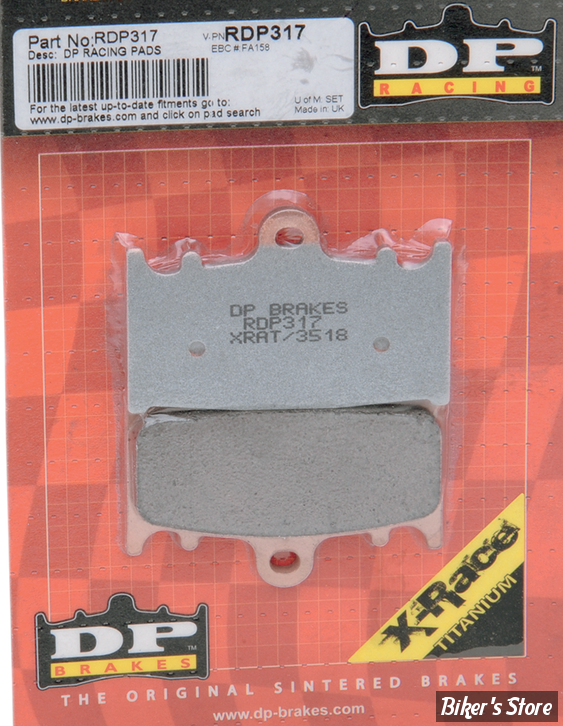 Part No:RDP317
V-PN RDP317
Desc: DP RACING PADS
EBC # FA158
For the latest up-to-date fitments go to:
www.dp-brakes.com and click on pad search
U of M: SET
Made in: UK
DP
TM
RACING
DP BRAKES
RDP317
XRAT/3518
X-Race
TITANIUM
DP
TM
BRAKES
THE ORIGINAL SINTERED BRAKES
www.dp-brakes.com
Biker's Store